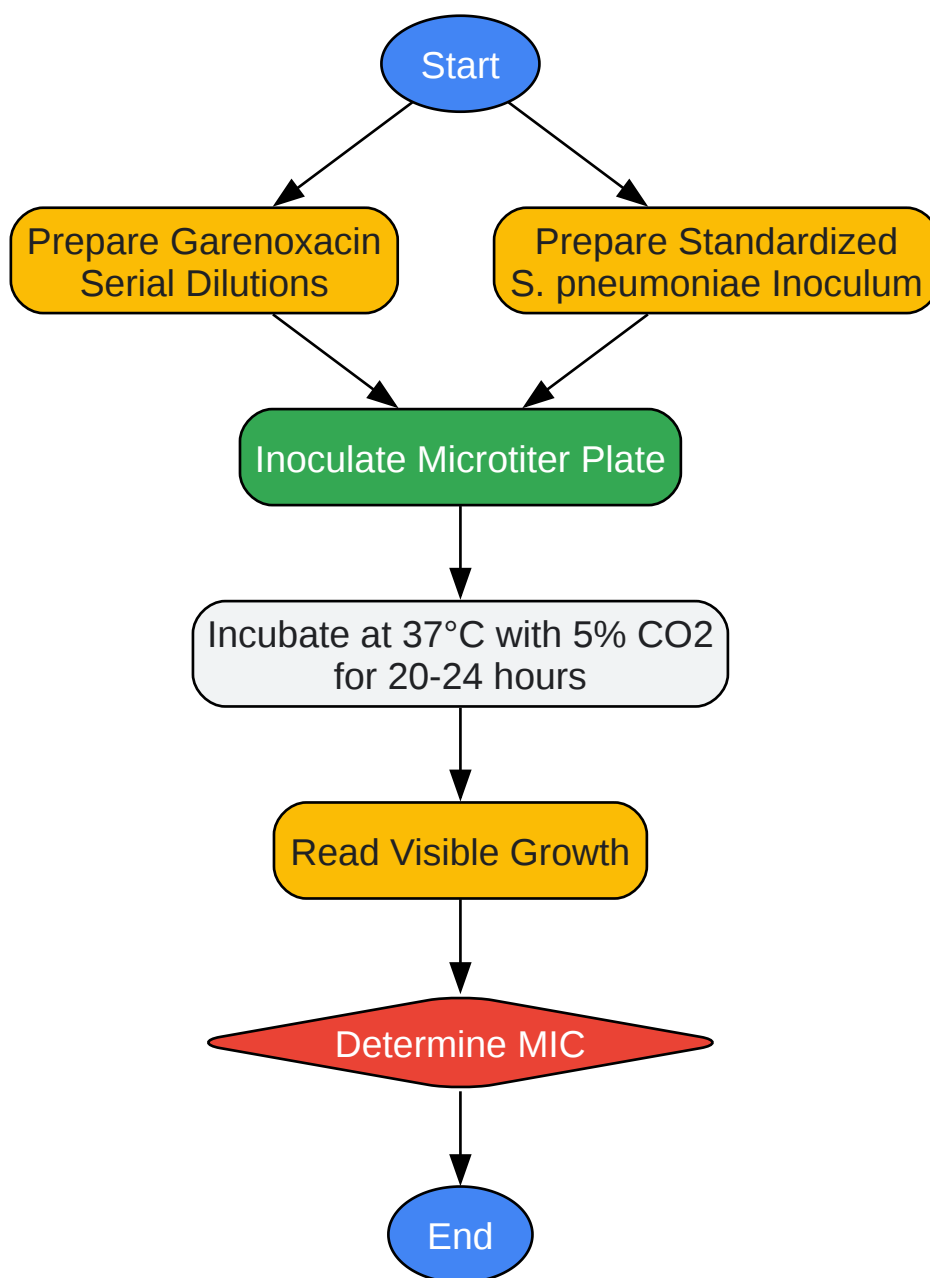 Start
Prepare Garenoxacin
Serial Dilutions
Prepare Standardized
S. pneumoniae Inoculum
Inoculate Microtiter Plate
Incubate at 37°C with 5% CO2
for 20-24 hours
Read Visible Growth
Determine MIC
End